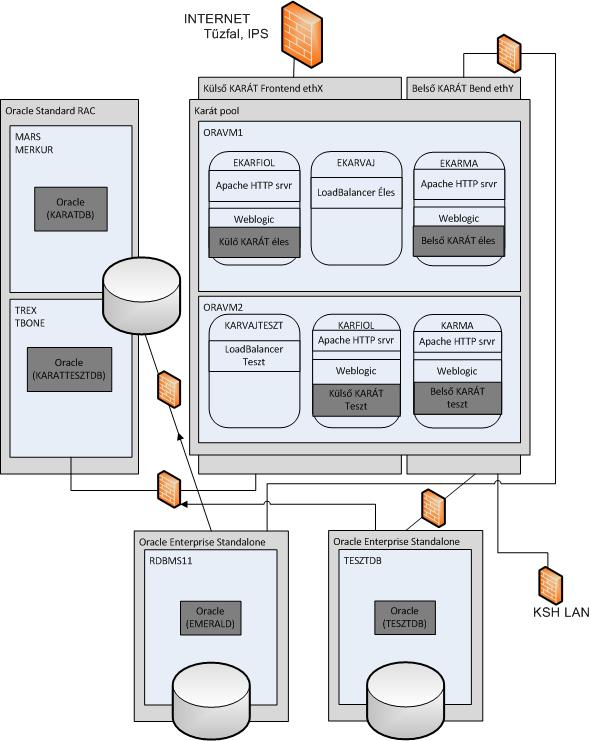 INTERNET
Tűzfal, IPS
Külső KARÁT Frontend ethX
Belső KARÁT Bend ethY
Oracle Standard RAC
MARS
MERKUR
Oracle
(KARATDB)
TREX
TBONE
Oracle
(KARATTESZTDB)
Karát pool
ORAVM1
EKARFIOL
Apache HTTP srvr
Weblogic
Külő KARÁT éles
EKARVAJ
LoadBalancer Éles
EKARMA
Apache HTTP srvr
Weblogic
Belső KARÁT éles
ORAVM2
KARVAJTESZT
LoadBalancer
Teszt
KARFIOL
Apache HTTP srvr
Weblogic
Külső KARÁT
Teszt
KARMA
Apache HTTP srvr
Weblogic
Belső KARÁT
teszt
Oracle Enterprise Standalone
RDBMS11
Oracle
(EMERALD)
Oracle Enterprise Standalone
TESZTDB
Oracle
(TESZTDB)
KSH LAN